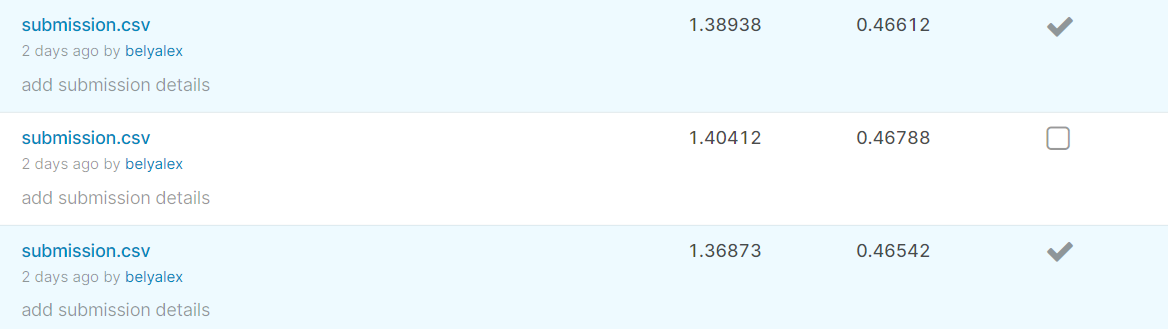 submission.csv 1.38938 0.46612
2 days ago by belyalex
add submission details
submission.csv 1.40412 0.46788
2 days ago by belyalex
add submission details
submission.csv 1.36873 0.46542
2 days ago by belyalex
add submission details